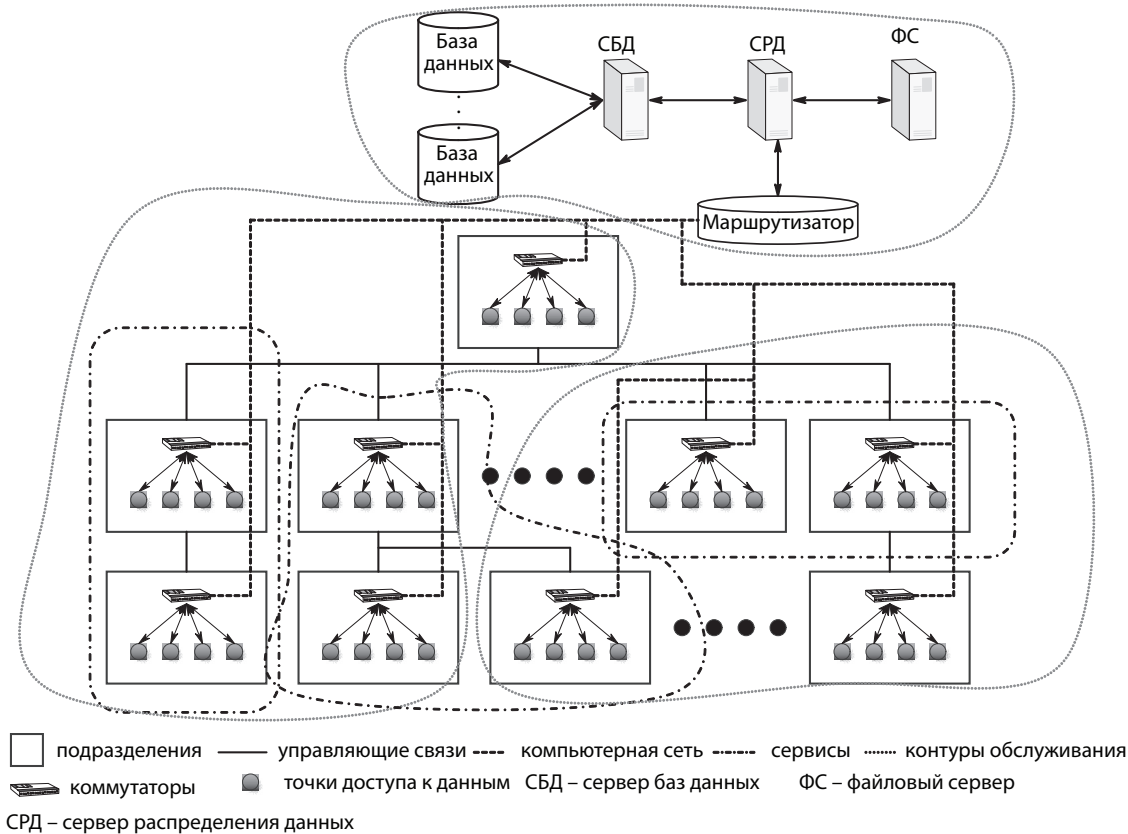 База
данных
СБД
СРД
ФС
База
данных
Маршрутизатор
подразделения
управляющие связи
компьютерная сеть
сервисы
контуры обслуживания
коммутаторы
точки доступа к данным
СБД – сервер баз данных
ФС – файловый сервер
СРД – сервер распределения данных